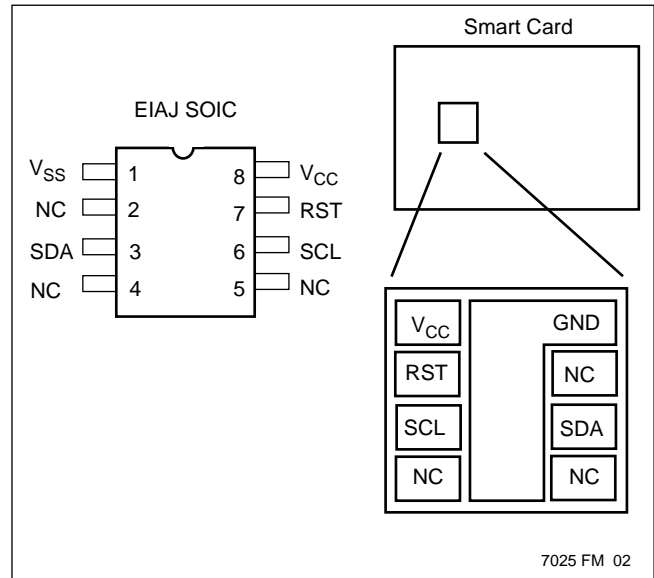 Smart Card
EIAJ SOIC
VSS 1 8 VCC
NC 2 7 RST
SDA 3 6 SCL
NC 4 5 NC
VCC GND
RST NC
SCL SDA
NC NC
7025 FM 02